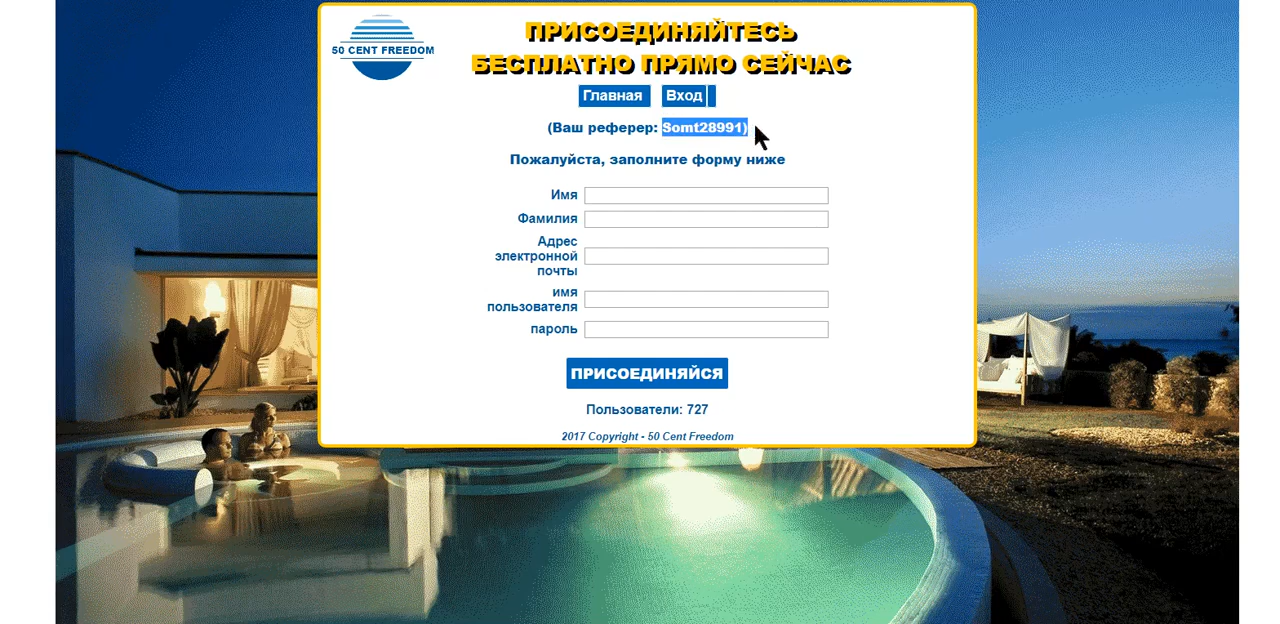 50 CENT FREEDOM
ПРИСОЕДИНЯЙТЕСЬ
БЕСПЛАТНО ПРЯМО СЕЙЧАС
Главная Вход
(Ваш реферер: Somt28991)
Пожалуйста, заполните форму ниже
Имя
Фамилия
Адрес
электронной
почты
имя
пользователя
пароль
ПРИСОЕДИНЯЙСЯ
Пользователи: 727
2017 Copyright - 50 Cent Freedom